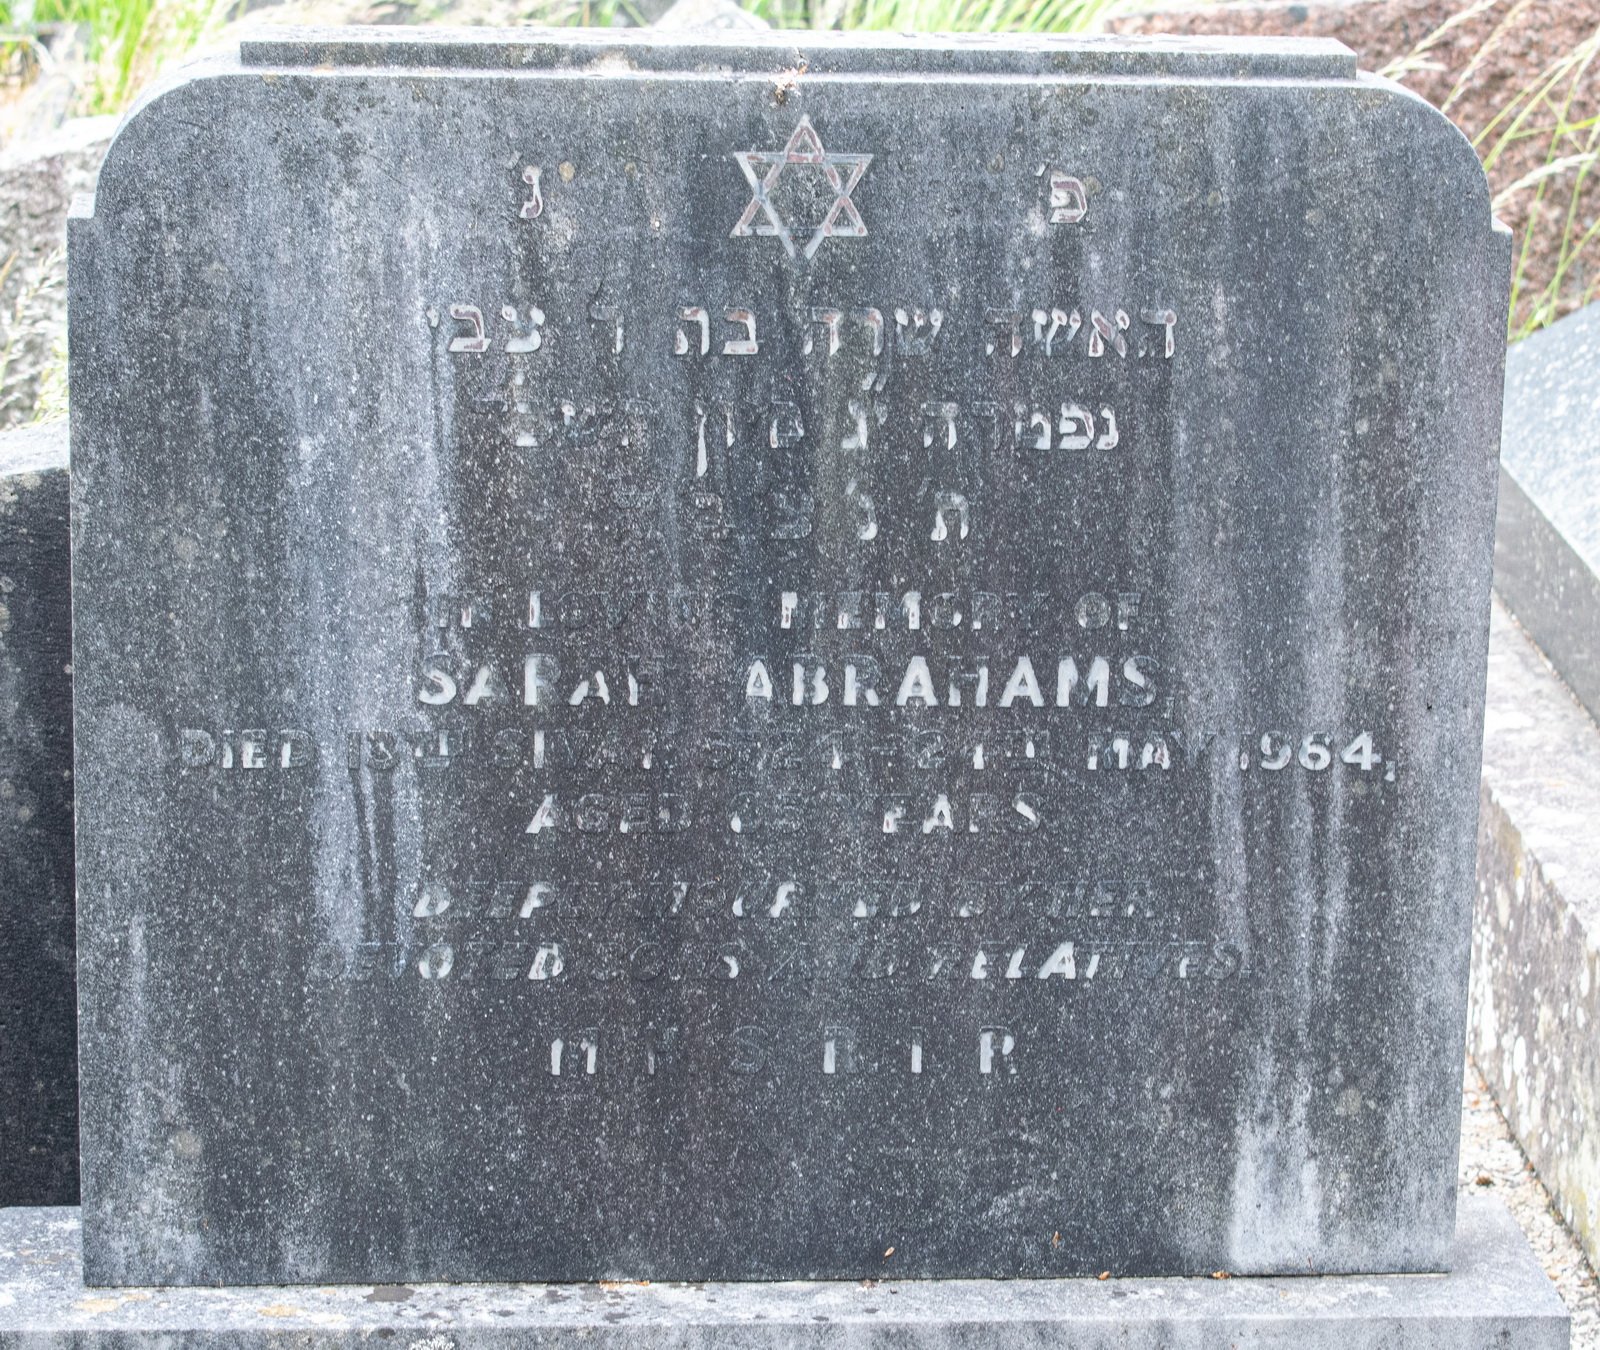 פ' נ'
האשה שרה בת ר' צבי
נפטרה י"ג סיון תשכ"ד
ת' נ' צ' ב' ה'
IN LOVING MEMORY OF
SARAH ABRAHAMS,
DIED 13TH SIVAN, 5724 - 24TH MAY 1964,
AGED 65 YEARS
DEEPLY MOURNED BY HER
DEVOTED AND RELATIVES.
M.H.S.R.I.P.